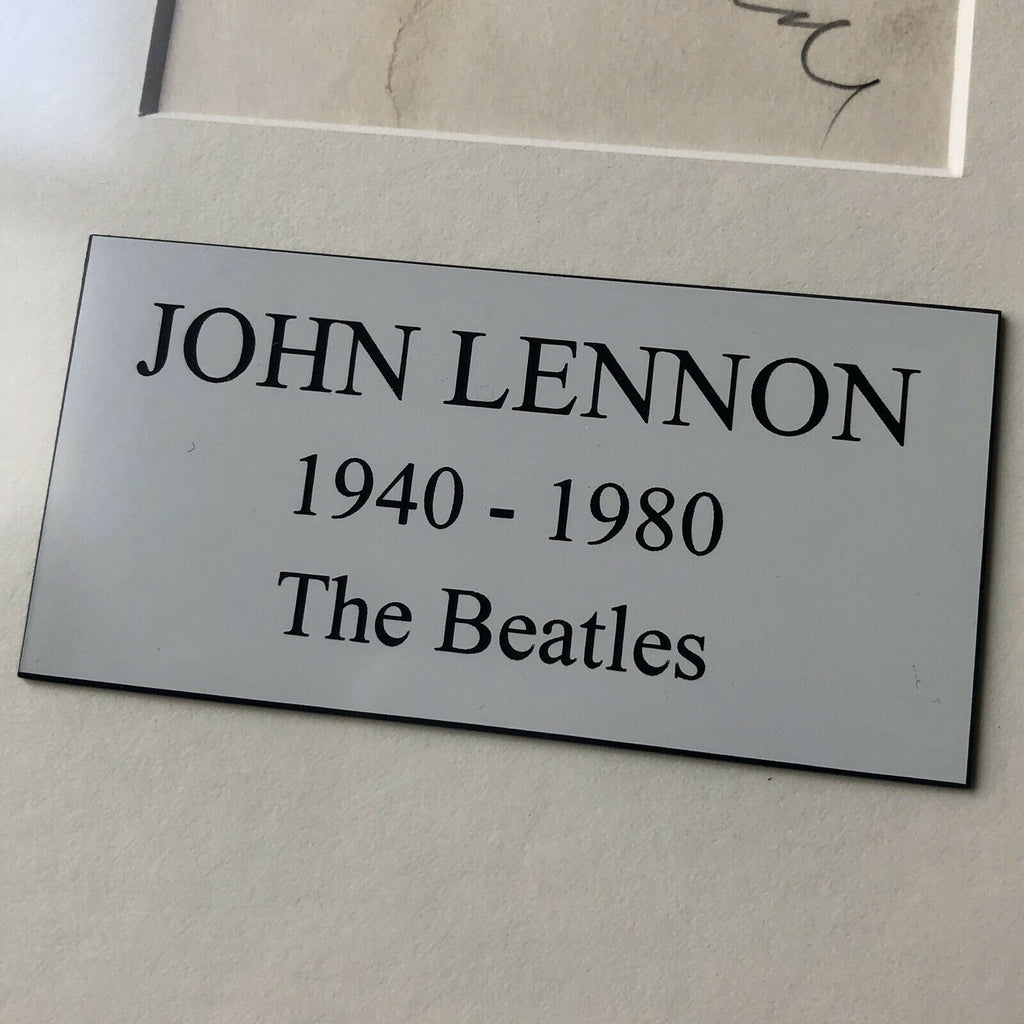 JOHN LENNON
1940 - 1980
The Beatles